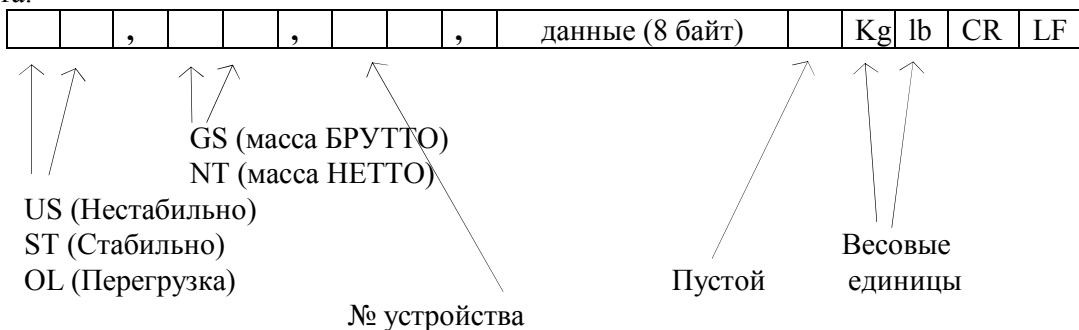 та.
, , , данные (8 байт) Kg lb CR LF
GS (масса БРУТТО)
NT (масса НЕТТО)
US (Нестабильно)
ST (Стабильно)
OL (Перегрузка)
Весовые
Пустой единицы
№ устройства